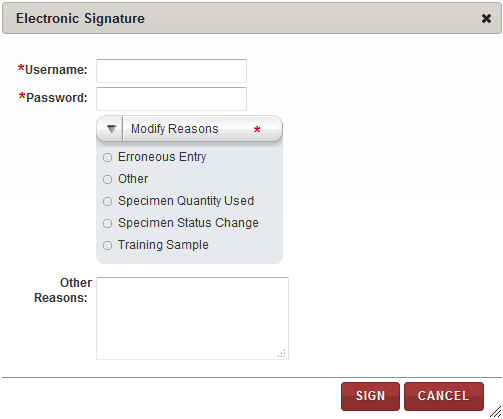 Electronic Signature
*Username:
*Password:
Modify Reasons *
Erroneous Entry
Other
Specimen Quantity Used
Specimen Status Change
Training Sample
Other
Reasons:
SIGN CANCEL